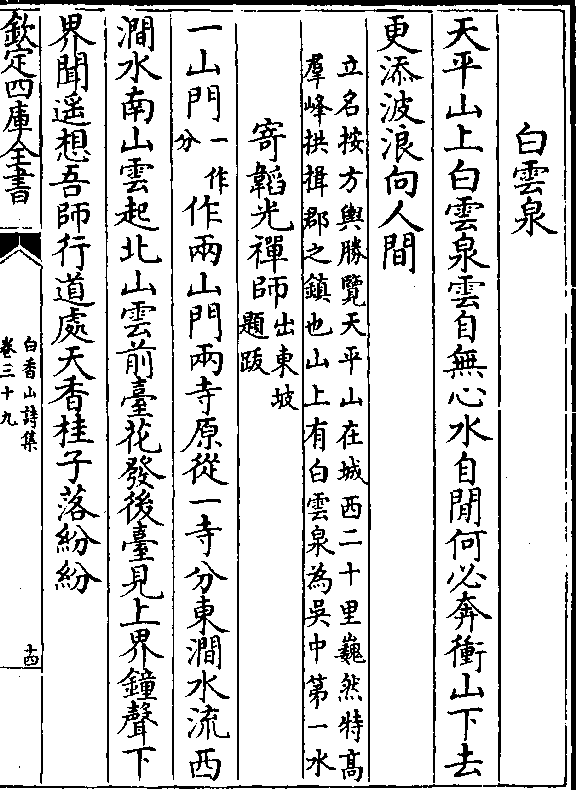 白雲泉
天平山上白雲泉雲自無心水自閒何必奔衝山下去
更添波浪向人間
立名按方輿勝覽天平山在城西二十里巍然特高
羣峰拱揖郡之鎮也山上有白雲泉為吳中第一水
寄韜光禪師出東坡題跋
一山門一作分作兩山門兩寺原從一寺分東澗水流西
澗水南山雲起北山雲前臺花發後臺見上界鐘聲下
界聞遥想吾師行道處天香桂子落紛紛
欽定四庫全書
白香山詩集
卷三十九
十四